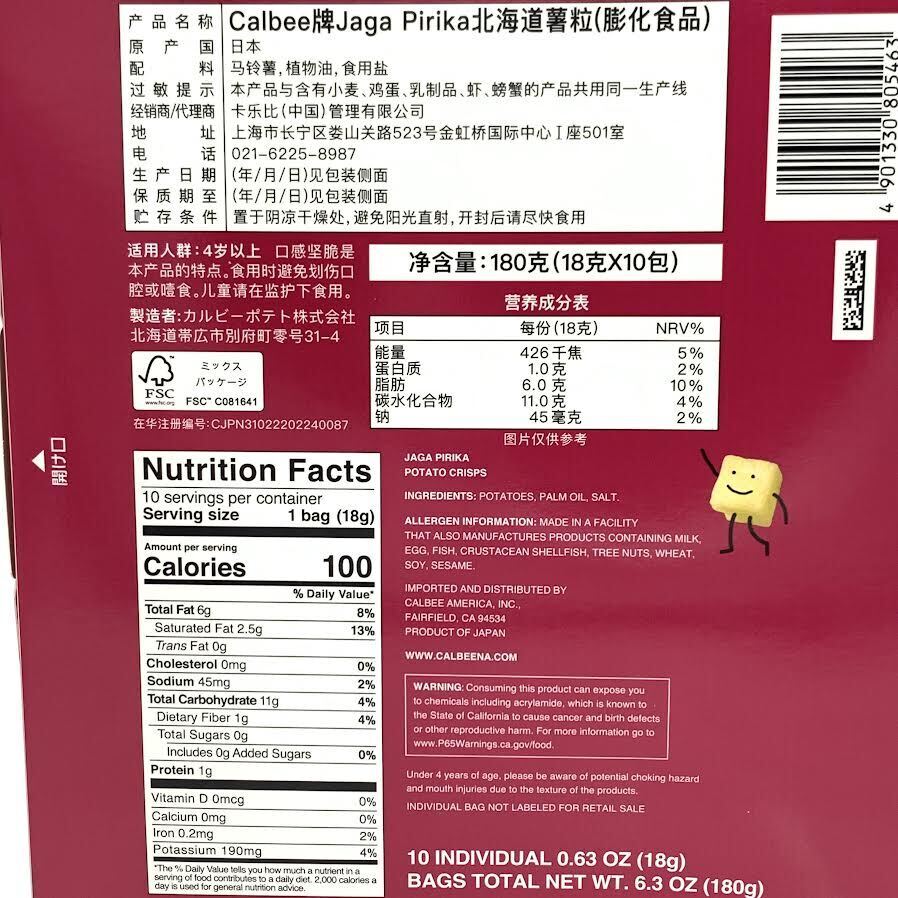 产品名称 Calbee牌Jaga Pirika北海道薯粒(膨化食品)
原产国 日本
配料 马铃薯,植物油,食用盐
过敏提示 本产品与含有小麦、鸡蛋、乳制品、虾、螃蟹的产品共用同一生产线
经销商/代理商 卡乐比(中国)管理有限公司
地址 上海市长宁区娄山关路523号金虹桥国际中心Ⅰ座501室
电话 021-6225-8987
生产日期 (年/月/日)见包装侧面
保质期至 (年/月/日)见包装侧面
贮存条件 置于阴凉干燥处,避免阳光直射,开封后请尽快食用
4 901330 805463
适用人群:4岁以上 口感坚脆是
本产品的特点。食用时避免划伤口
腔或噎食。儿童请在监护下食用。
製造者:カルビーポテト株式会社
北海道帯広市別府町零号31-4
FSC
www.fsc.org
ミックス
パッケージ
FSC™ C081641
在华注册编号:CJPN31022202240087
净含量:180克(18克X10包)
营养成分表
项目 每份(18克) NRV%
能量 426千焦 5%
蛋白质 1.0克 2%
脂肪 6.0克 10%
碳水化合物 11.0克 4%
钠 45毫克 2%
图片仅供参考
開け口
Nutrition Facts
10 servings per container
Serving size 1 bag (18g)
Amount per serving
Calories 100
% Daily Value*
Total Fat 6g 8%
Saturated Fat 2.5g 13%
Trans Fat 0g
Cholesterol 0mg 0%
Sodium 45mg 2%
Total Carbohydrate 11g 4%
Dietary Fiber 1g 4%
Total Sugars 0g
Includes 0g Added Sugars 0%
Protein 1g
Vitamin D 0mcg 0%
Calcium 0mg 0%
Iron 0.2mg 2%
Potassium 190mg 4%
*The % Daily Value tells you how much a nutrient in a
serving of food contributes to a daily diet. 2,000 calories a
day is used for general nutrition advice.
JAGA PIRIKA
POTATO CRISPS
INGREDIENTS: POTATOES, PALM OIL, SALT.
ALLERGEN INFORMATION: MADE IN A FACILITY
THAT ALSO MANUFACTURES PRODUCTS CONTAINING MILK,
EGG, FISH, CRUSTACEAN SHELLFISH, TREE NUTS, WHEAT,
SOY, SESAME.
IMPORTED AND DISTRIBUTED BY
CALBEE AMERICA, INC.,
FAIRFIELD, CA 94534
PRODUCT OF JAPAN
WWW.CALBEENA.COM
WARNING: Consuming this product can expose you
to chemicals including acrylamide, which is known to
the State of California to cause cancer and birth defects
or other reproductive harm. For more information go to
www.P65Warnings.ca.gov/food.
Under 4 years of age, please be aware of potential choking hazard
and mouth injuries due to the texture of the products.
INDIVIDUAL BAG NOT LABELED FOR RETAIL SALE
10 INDIVIDUAL 0.63 OZ (18g)
BAGS TOTAL NET WT. 6.3 OZ (180g)